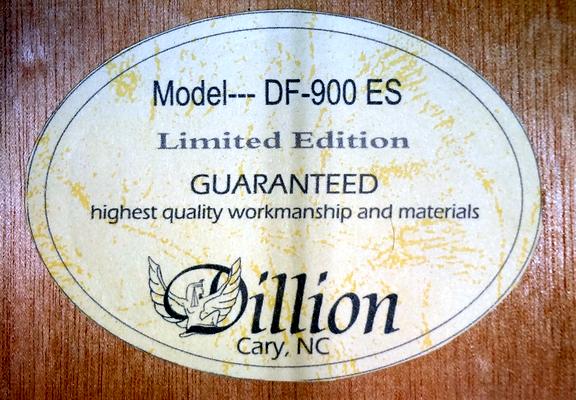 Model--- DF-900 ES
Limited Edition
GUARANTEED
highest quality workmanship and materials
Dillion
Cary, NC